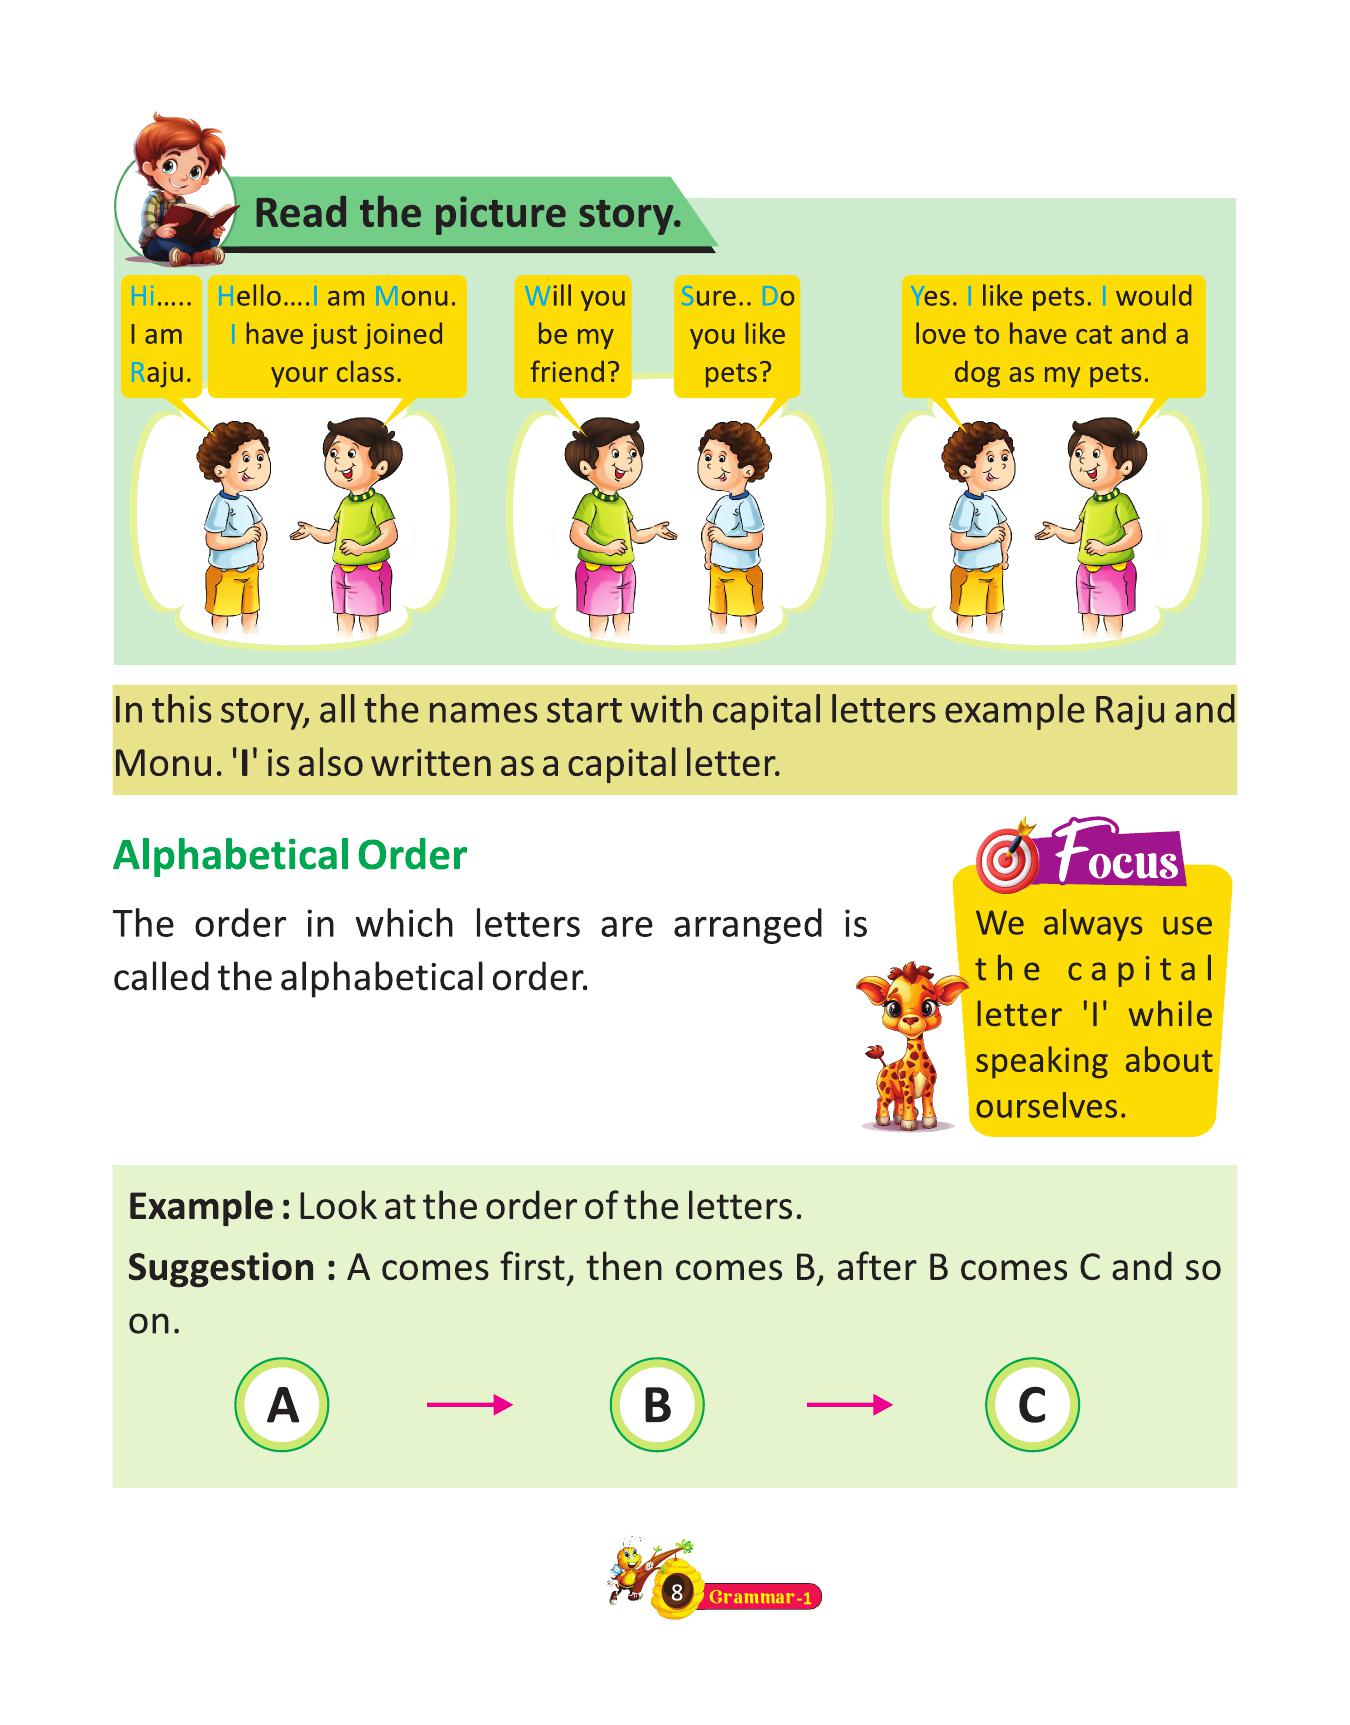 Read the picture story.
Hi.....
I am
Raju.
Hello....I am Monu.
I have just joined
your class.
Will you
be my
friend?
Sure.. Do
you like
pets?
Yes. I like pets. I would
love to have cat and a
dog as my pets.
In this story, all the names start with capital letters example Raju and
Monu. 'I' is also written as a capital letter.
Alphabetical Order
The order in which letters are arranged is
called the alphabetical order.
Focus
We always use
the capital
letter 'I' while
speaking about
ourselves.
Example : Look at the order of the letters.
Suggestion : A comes first, then comes B, after B comes C and so
on.
A B C
8 Grammar-1